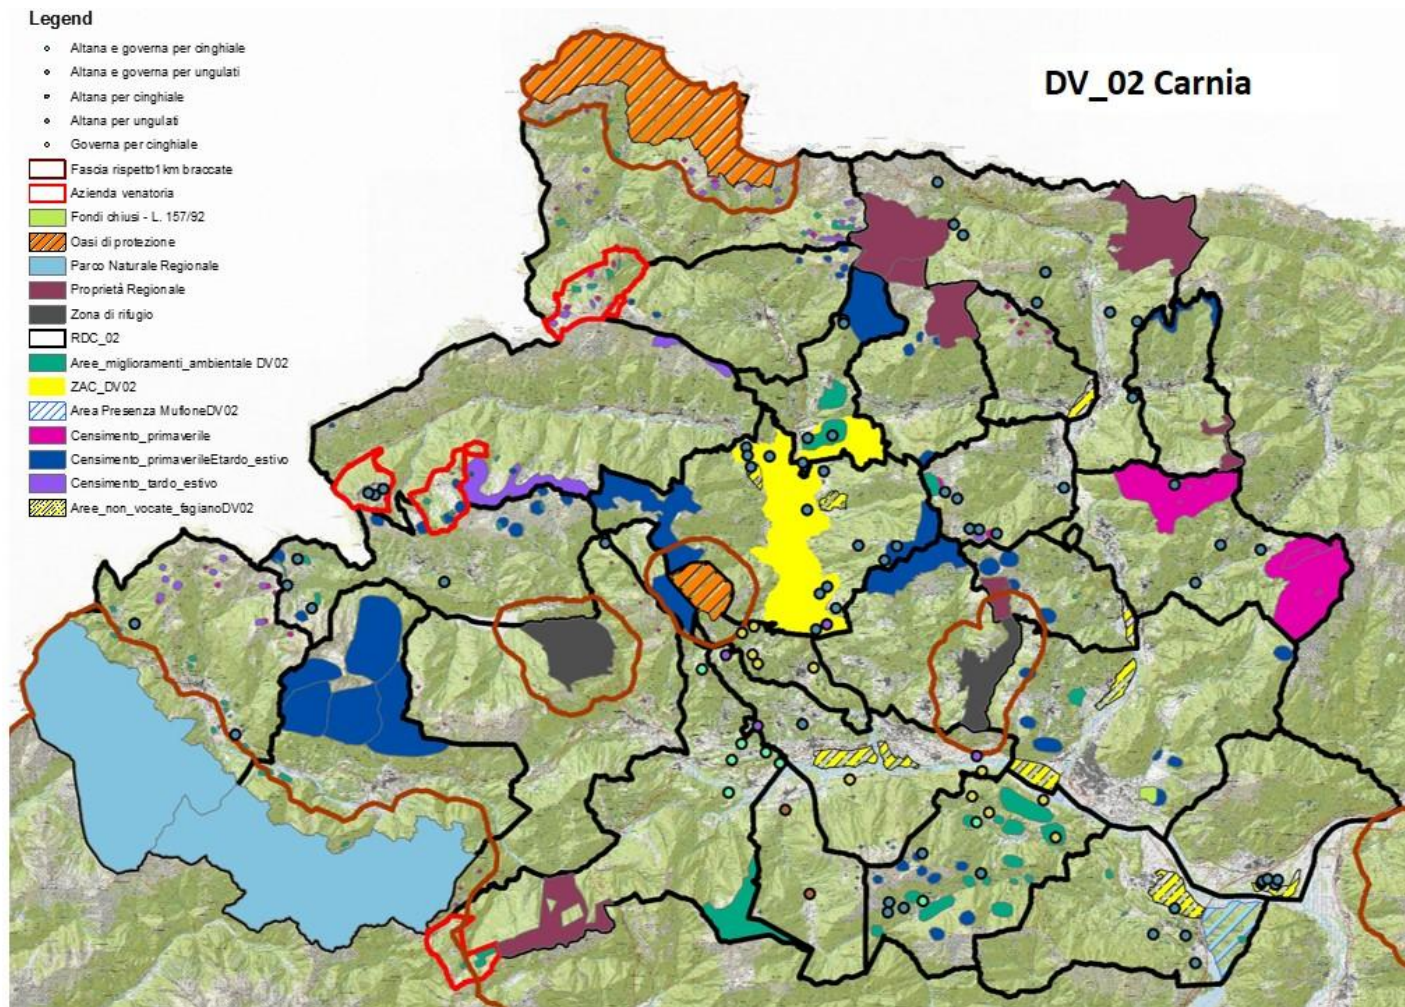 Legend
Altana e governa per cinghiale
Altana e governa per ungulati
Altana per cinghiale
Altana per ungulati
Governa per cinghiale
Fascia rispetto1km braccate
Azienda venatoria
Fondi chiusi - L. 157/92
Oasi di protezione
Parco Naturale Regionale
Proprietà Regionale
Zona di rifugio
RDC_02
Aree_miglioramenti_ambientale DV02
ZAC_DV02
Area Presenza MufloneDV02
Censimento_primaverile
Censimento_primaverileEtardo_estivo
Censimento_tardo_estivo
Aree_non_vocate_fagianoDV02
DV_02 Carnia